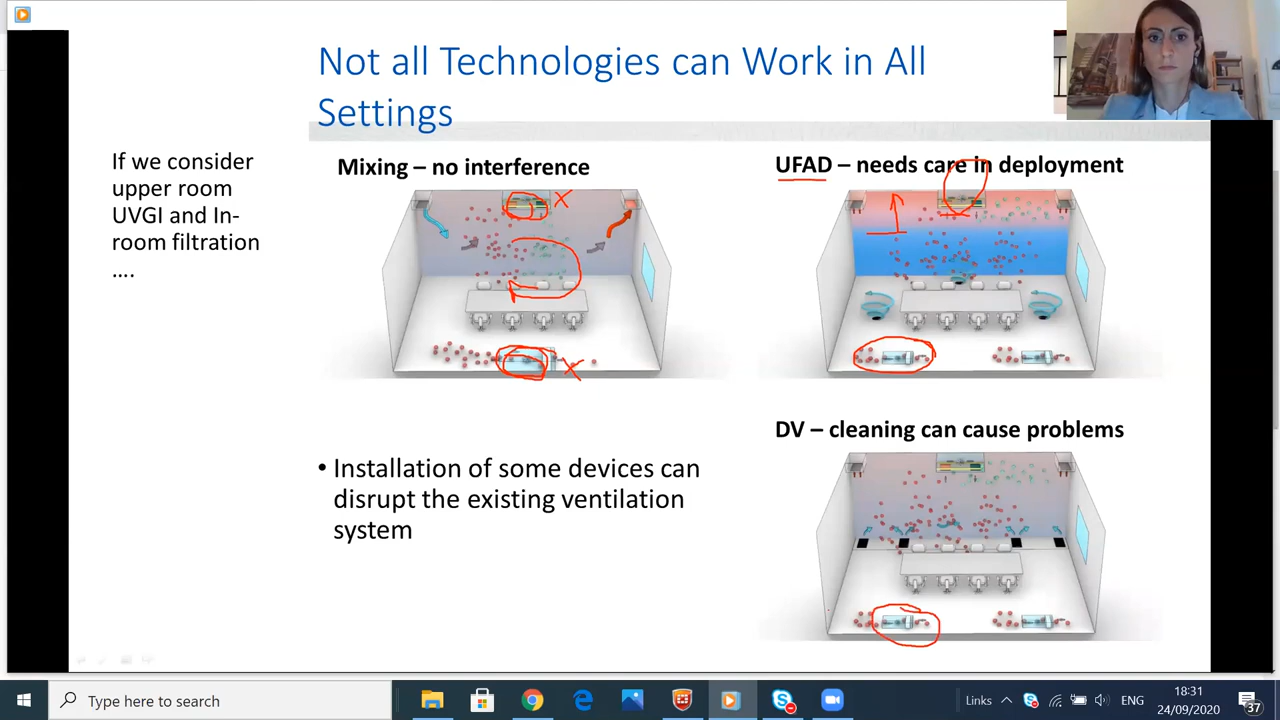 Not all Technologies can Work in All
Settings
If we consider
upper room
UVGI and In-
room filtration
....
Mixing – no interference
UFAD – needs care in deployment
X
X
DV – cleaning can cause problems
• Installation of some devices can
disrupt the existing ventilation
system
Type here to search
Links
ENG
18:31
24/09/2020
37